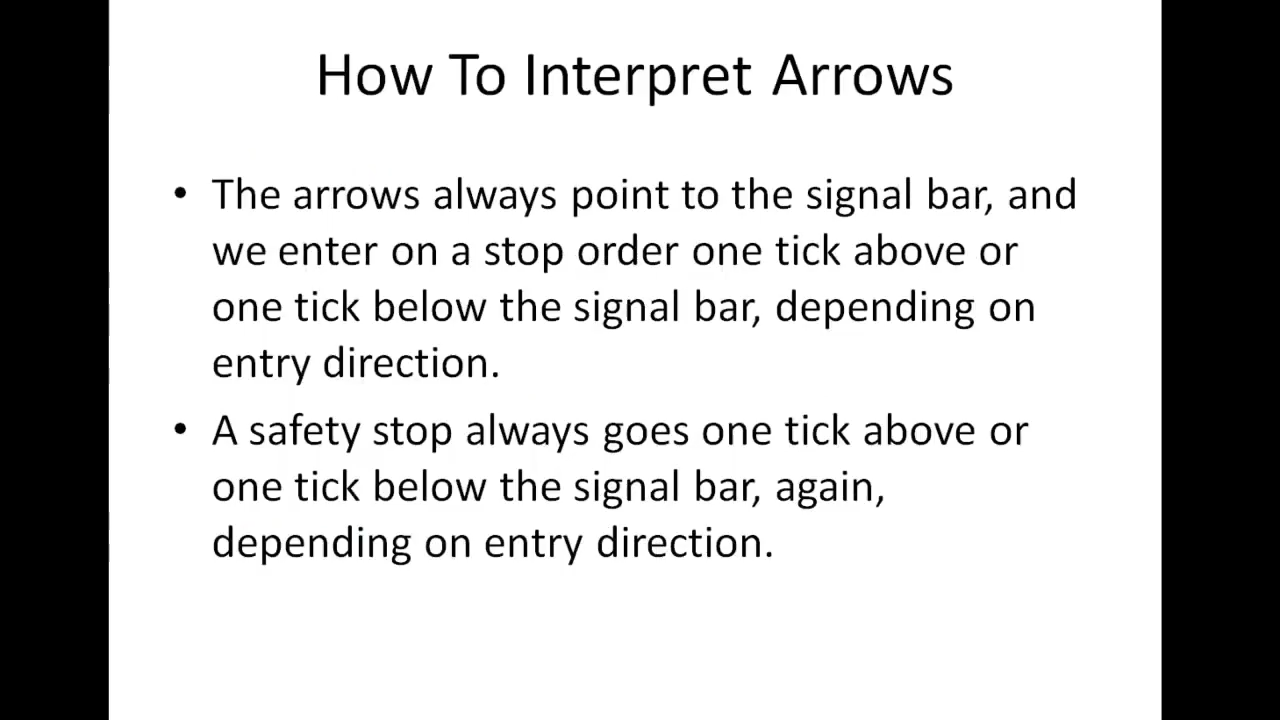 How To Interpret Arrows
• The arrows always point to the signal bar, and
we enter on a stop order one tick above or
one tick below the signal bar, depending on
entry direction.
• A safety stop always goes one tick above or
one tick below the signal bar, again,
depending on entry direction.